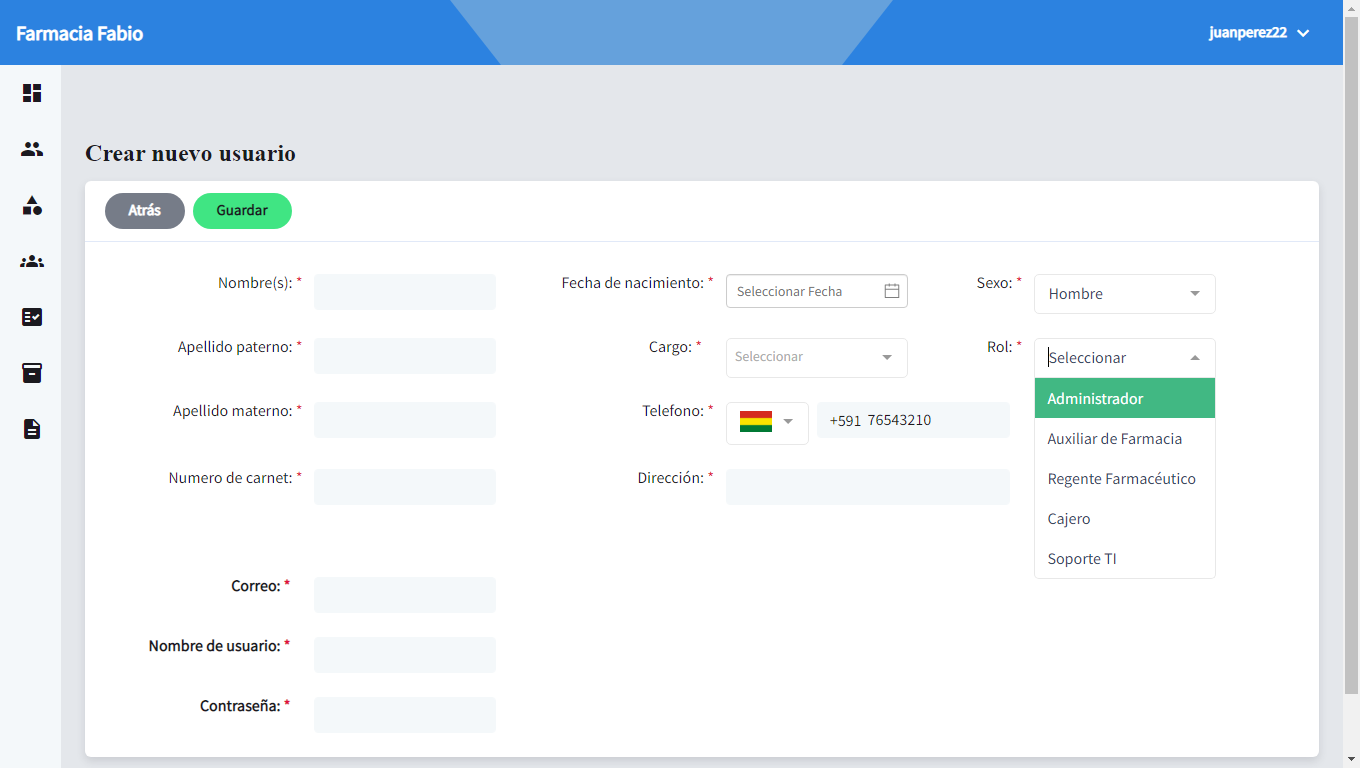 Farmacia Fabio
juanperez22
Crear nuevo usuario
Atrás
Guardar
Nombre(s): *
Fecha de nacimiento: *
Seleccionar Fecha
Sexo: *
Hombre
Apellido paterno: *
Cargo: *
Seleccionar
Rol: *
Seleccionar
Administrador
Auxiliar de Farmacia
Regente Farmacéutico
Cajero
Soporte TI
Apellido materno: *
Telefono: *
+591 76543210
Numero de carnet: *
Dirección: *
Correo: *
Nombre de usuario: *
Contraseña: *